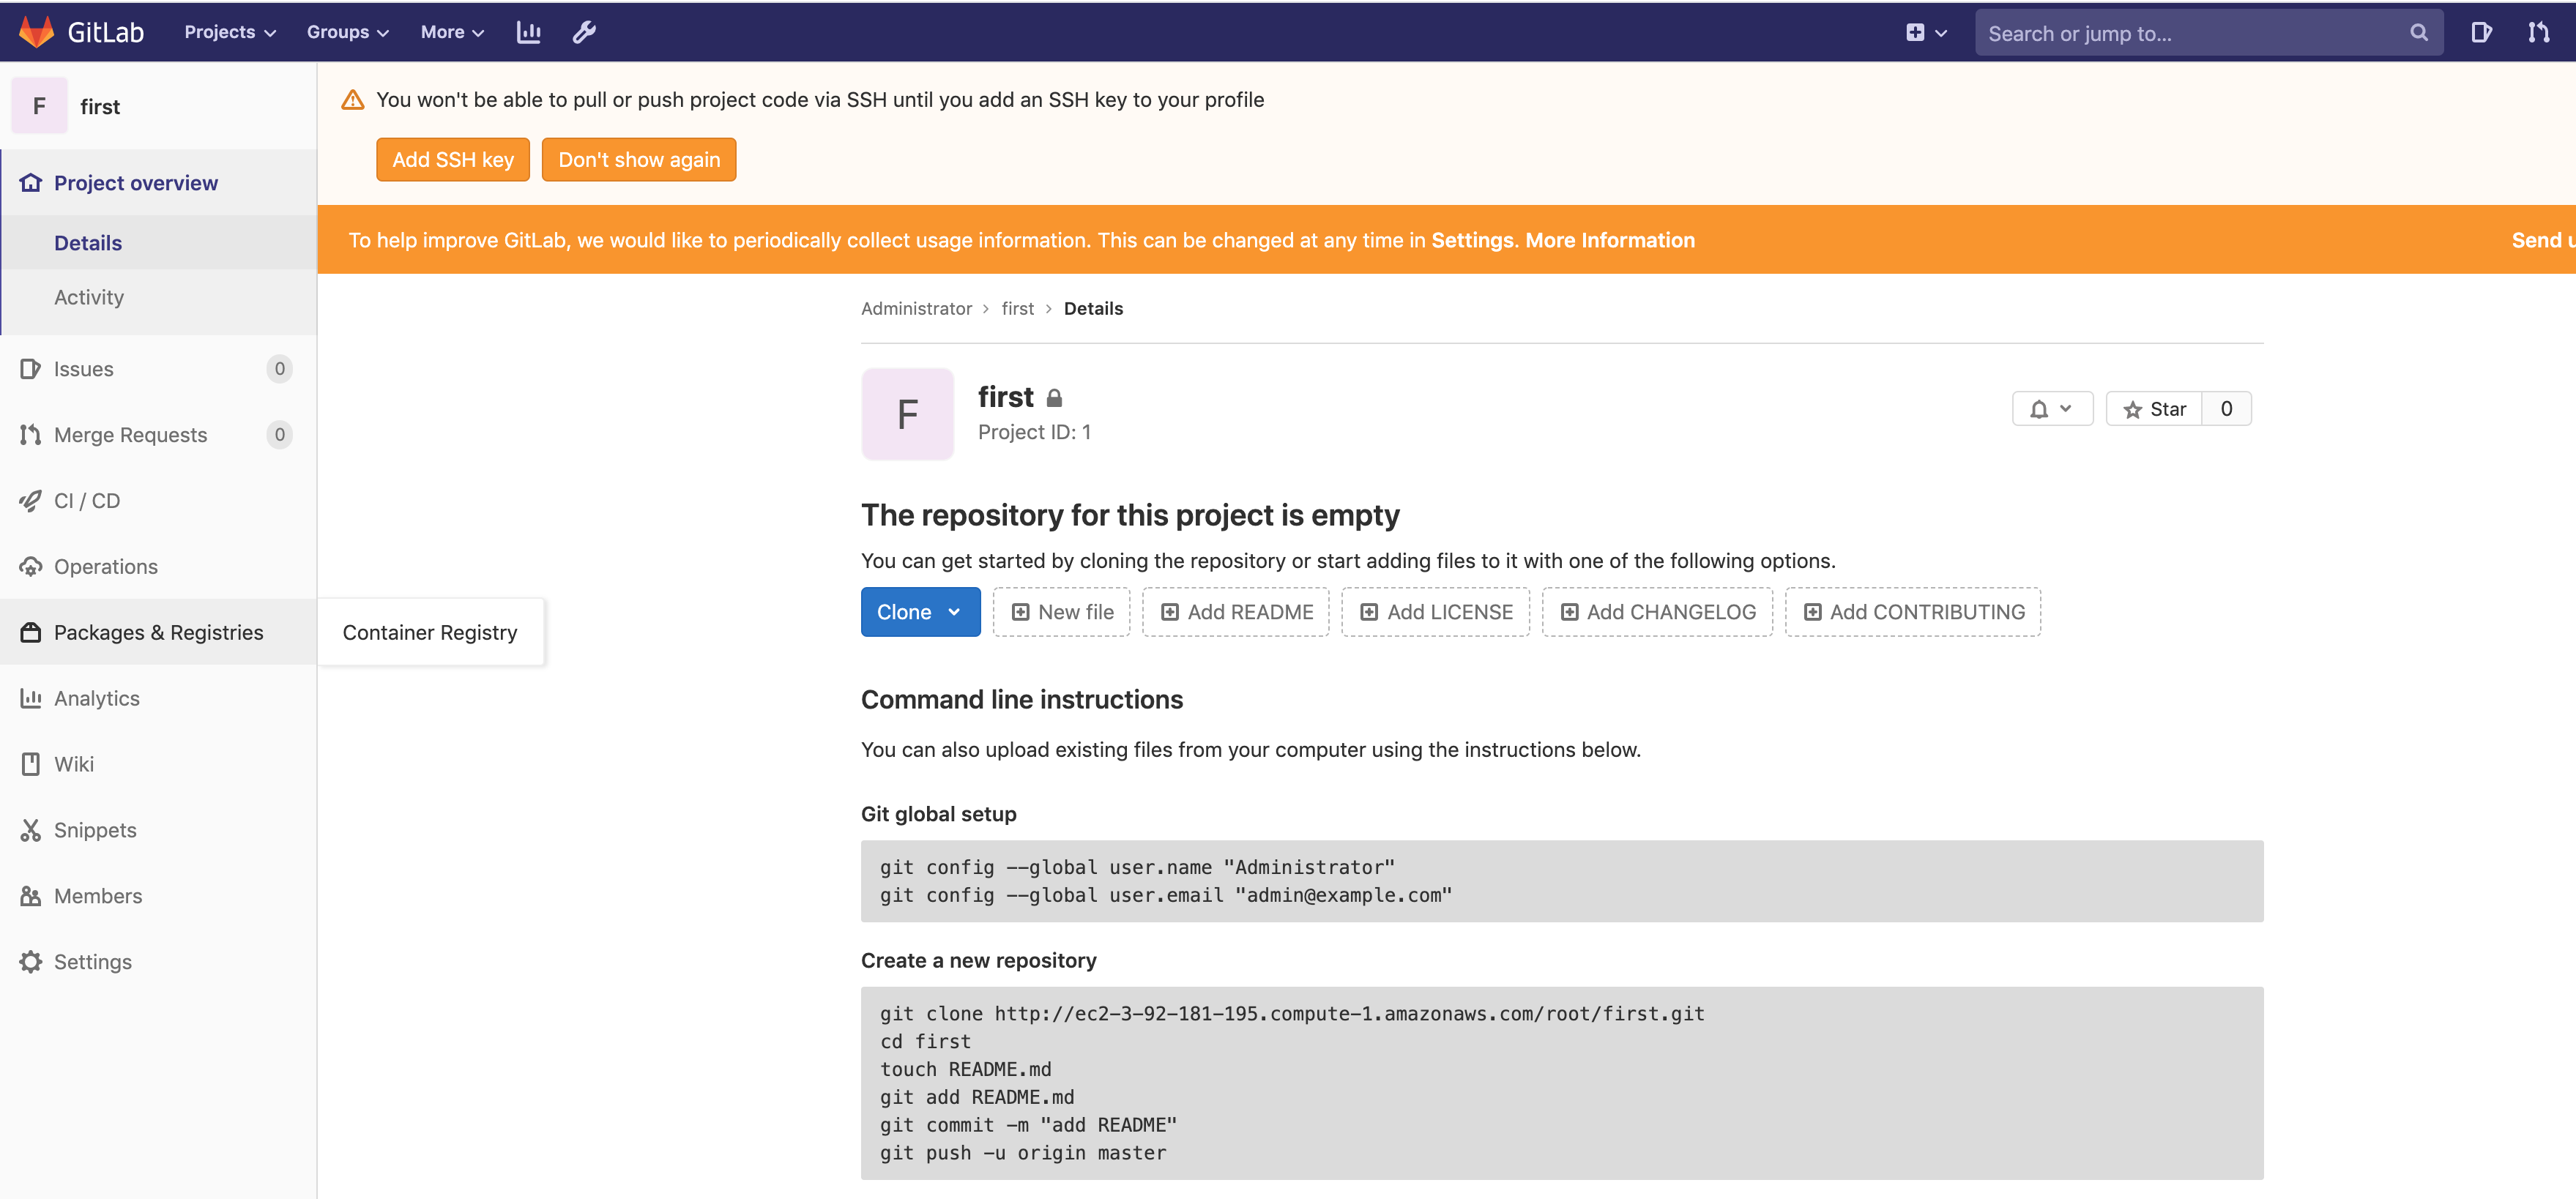 GitLab
Projects
Groups
More
Search or jump to...
F
first
Project overview
Details
Activity
Issues
0
Merge Requests
0
CI / CD
Operations
Packages & Registries
Container Registry
Analytics
Wiki
Snippets
Members
Settings
You won't be able to pull or push project code via SSH until you add an SSH key to your profile
Add SSH key
Don't show again
To help improve GitLab, we would like to periodically collect usage information. This can be changed at any time in Settings. More Information
Send u
Administrator > first > Details
F
first
Project ID: 1
Star
0
The repository for this project is empty
You can get started by cloning the repository or start adding files to it with one of the following options.
Clone
New file
Add README
Add LICENSE
Add CHANGELOG
Add CONTRIBUTING
Command line instructions
You can also upload existing files from your computer using the instructions below.
Git global setup
git config --global user.name "Administrator"
git config --global user.email "admin@example.com"
Create a new repository
git clone http://ec2-3-92-181-195.compute-1.amazonaws.com/root/first.git
cd first
touch README.md
git add README.md
git commit -m "add README"
git push -u origin master